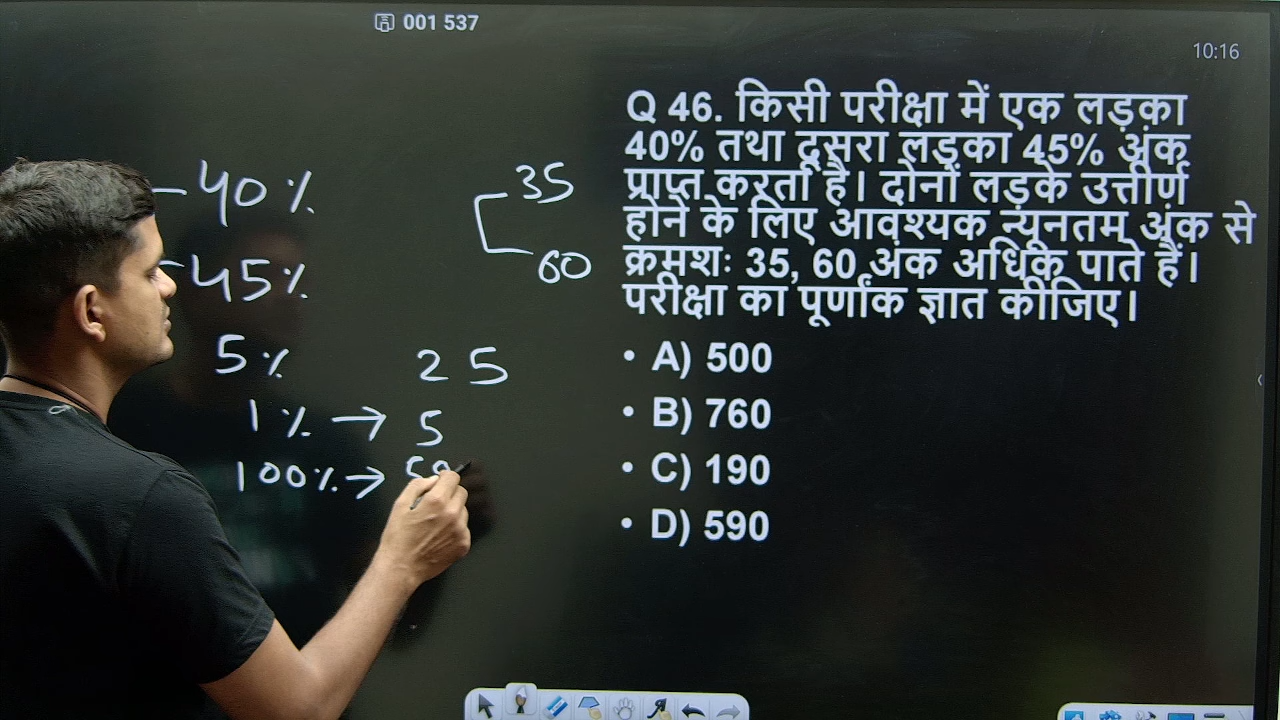 001 537
10:16
Q 46. किसी परीक्षा में एक लड़का
40% तथा दूसरा लड़का 45% अंक
प्राप्त करता है। दोनों लड़के उत्तीर्ण
होने के लिए आवश्यक न्यूनतम अंक से
क्रमशः 35, 60 अंक अधिक पाते हैं।
परीक्षा का पूर्णांक ज्ञात कीजिए।
• A) 500
• B) 760
• C) 190
• D) 590
40%
45%
35
60
5% 25
1% → 5
100% →